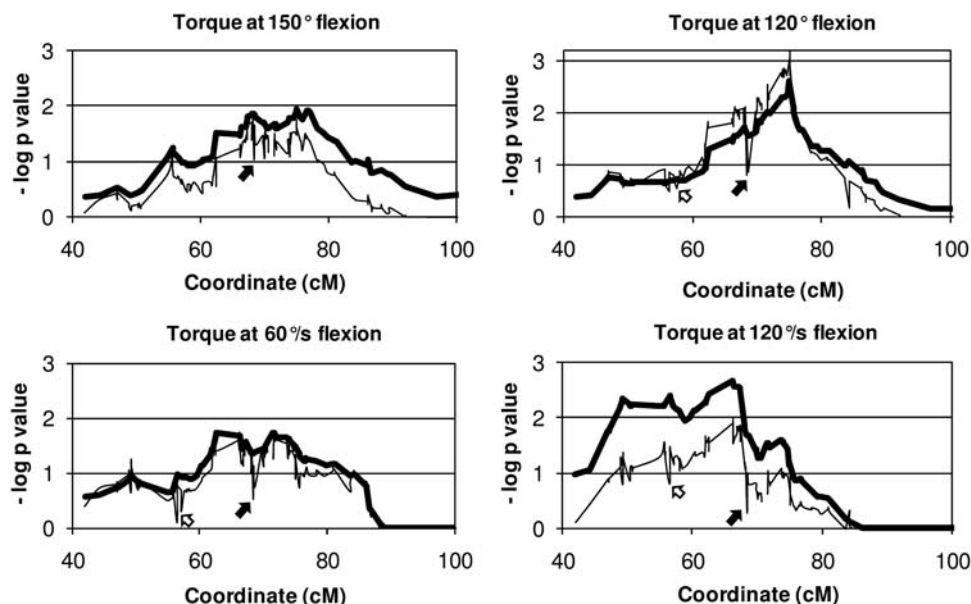 Torque at 150° flexion
3
2
1
0
- log p value
40 60 80 100
Coordinate (cM)
Torque at 120° flexion
3
2
1
0
- log p value
40 60 80 100
Coordinate (cM)
Torque at 60°/s flexion
3
2
1
0
- log p value
40 60 80 100
Coordinate (cM)
Torque at 120°/s flexion
3
2
1
0
- log p value
40 60 80 100
Coordinate (cM)